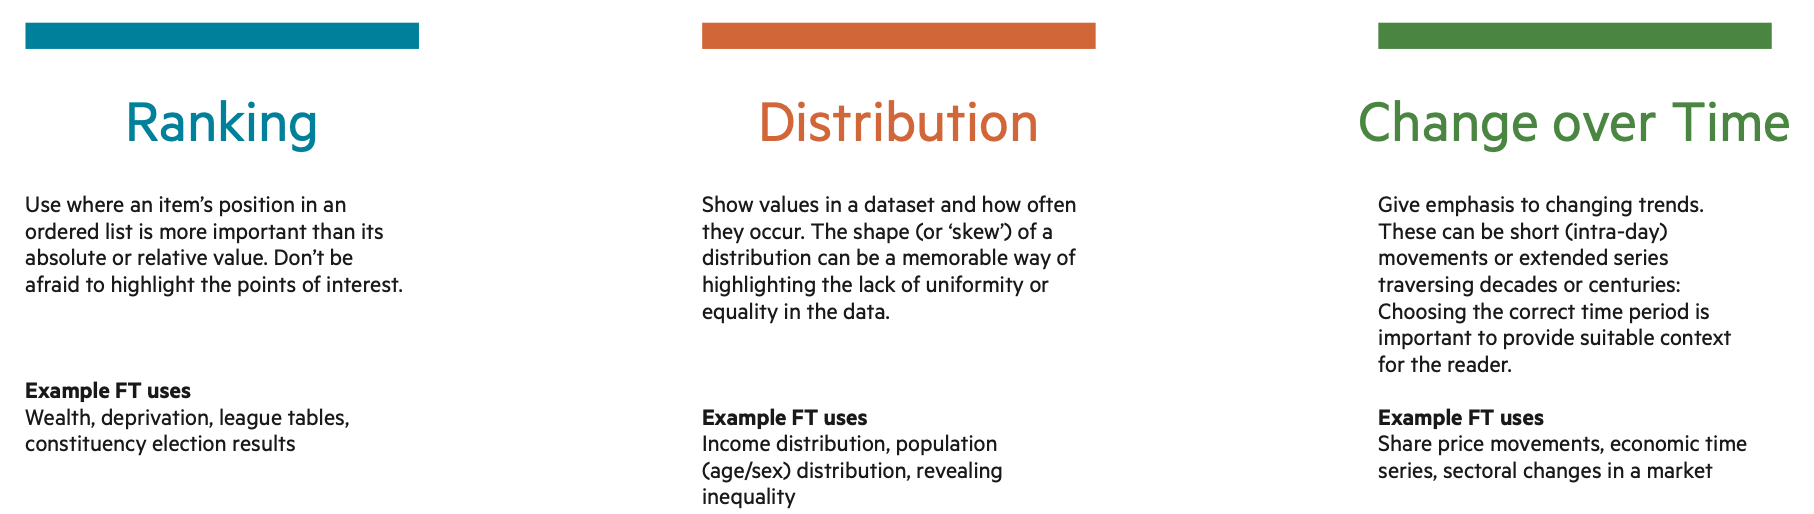 Ranking
Use where an item’s position in an
ordered list is more important than its
absolute or relative value. Don’t be
afraid to highlight the points of interest.
Example FT uses
Wealth, deprivation, league tables,
constituency election results
Distribution
Show values in a dataset and how often
they occur. The shape (or ‘skew’) of a
distribution can be a memorable way of
highlighting the lack of uniformity or
equality in the data.
Example FT uses
Income distribution, population
(age/sex) distribution, revealing
inequality
Change over Time
Give emphasis to changing trends.
These can be short (intra-day)
movements or extended series
traversing decades or centuries:
Choosing the correct time period is
important to provide suitable context
for the reader.
Example FT uses
Share price movements, economic time
series, sectoral changes in a market